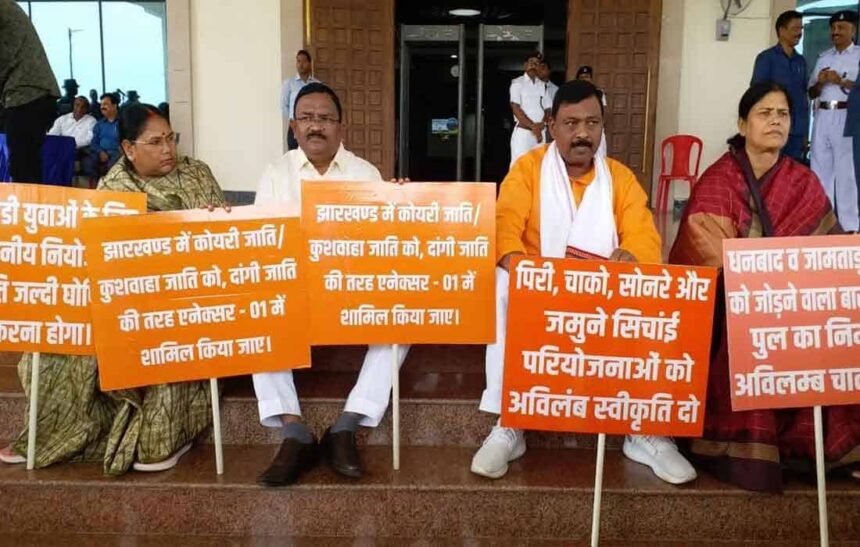 डी युवाओं के
नीय नियो
जल्दी घो
करना होगा।
झारखण्ड में कोयरी जाति/
कुशवाहा जाति को, दांगी जाति
की तरह एनेक्सर - 01 में
शामिल किया जाए।
झारखण्ड में कोयरी जाति/
कुशवाहा जाति को, दांगी जाति
की तरह एनेक्सर - 01 में
शामिल किया जाए।
पिरी, चाको, सोनरे और
जमुने सिचांई
परियोजनाओं को
अविलंब स्वीकृति दो
धनबाद व जामताड़
को जोड़ने वाला बा
पुल का नि
अविलम्ब चा